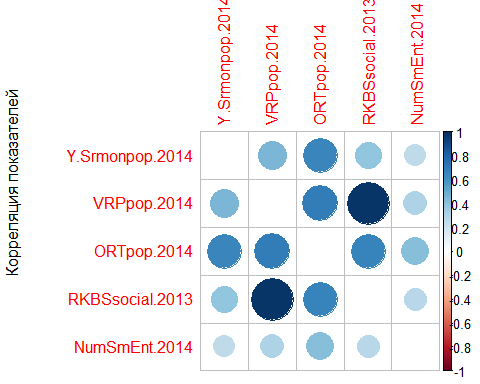 Y.Srmonpop.2014
VRPpop.2014
ORTpop.2014
RKBSsocial.2013
NumSmEnt.2014
Корреляция показателей
Y.Srmonpop.2014
VRPpop.2014
ORTpop.2014
RKBSsocial.2013
NumSmEnt.2014
1
0.8
0.6
0.4
0.2
0
-0.2
-0.4
-0.6
-0.8
-1